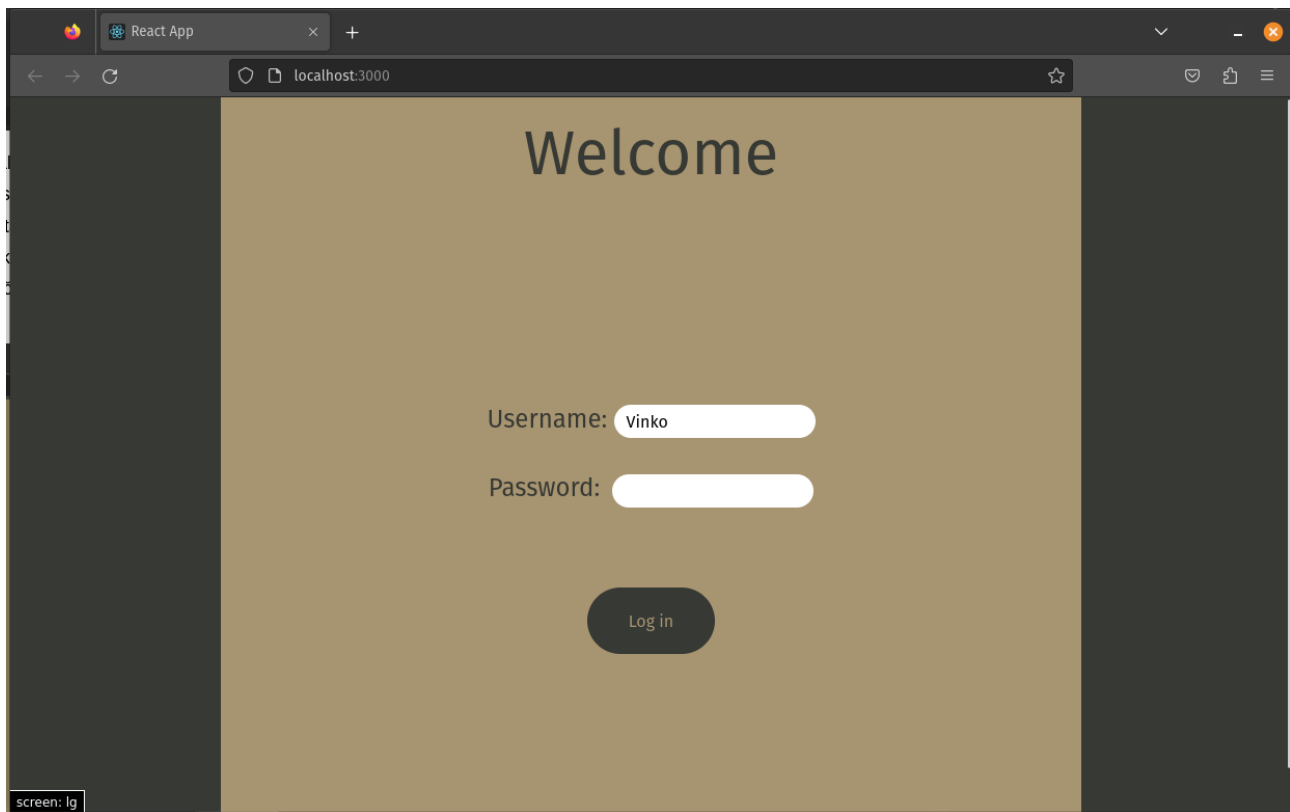 React App
localhost:3000
Welcome
Username: Vinko
Password:
Log in
screen: lg